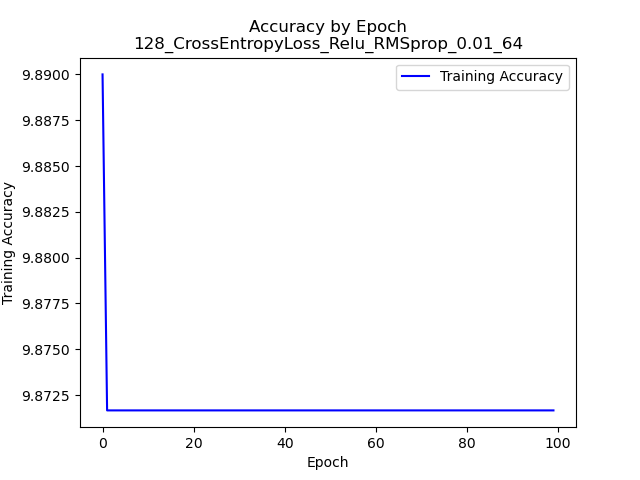 Accuracy by Epoch
128_CrossEntropyLoss_Relu_RMSprop_0.01_64
Training Accuracy
9.8900
9.8875
9.8850
9.8825
9.8800
9.8775
9.8750
9.8725
Training Accuracy
0 20 40 60 80 100
Epoch